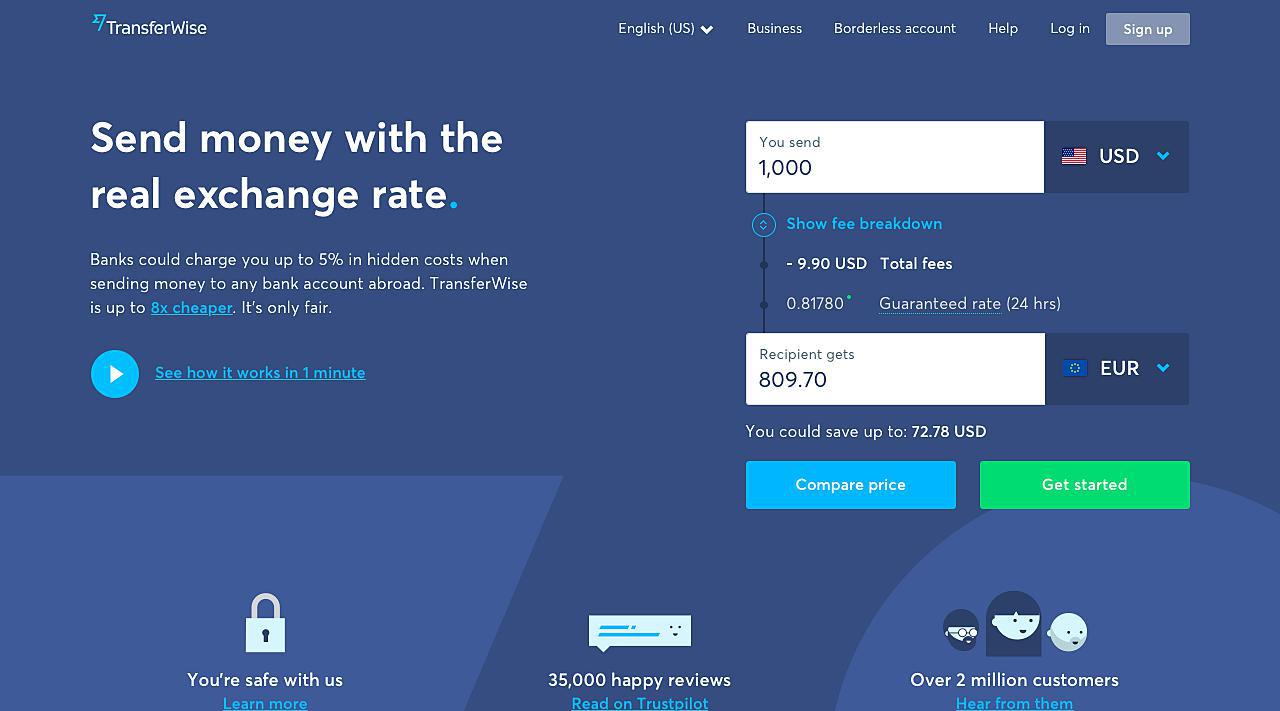 TransferWise
English (US)
Business
Borderless account
Help
Log in
Sign up
Send money with the
real exchange rate.
Banks could charge you up to 5% in hidden costs when
sending money to any bank account abroad. TransferWise
is up to 8x cheaper. It's only fair.
See how it works in 1 minute
You send
1,000
USD
Show fee breakdown
- 9.90 USD Total fees
0.81780 Guaranteed rate (24 hrs)
Recipient gets
809.70
EUR
You could save up to: 72.78 USD
Compare price
Get started
You're safe with us
Learn more
35,000 happy reviews
Read on Trustpilot
Over 2 million customers
Hear from them